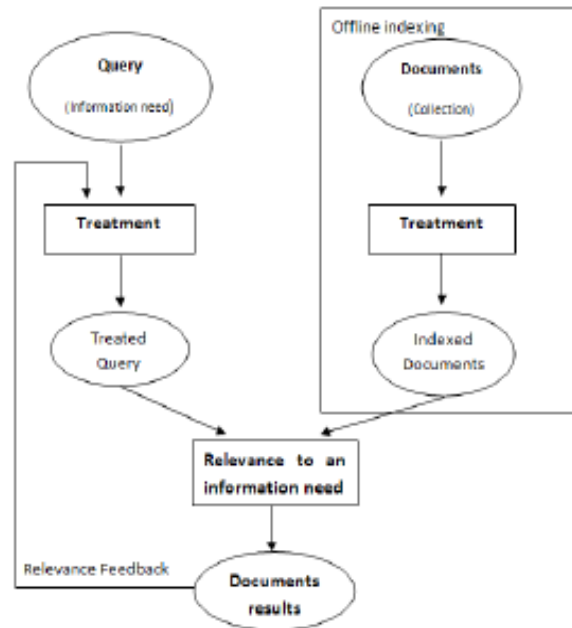 Offline indexing
Query
(Information need)
Documents
(Collection)
Treatment
Treatment
Treated
Query
Indexed
Documents
Relevance to an
information need
Relevance Feedback
Documents
results